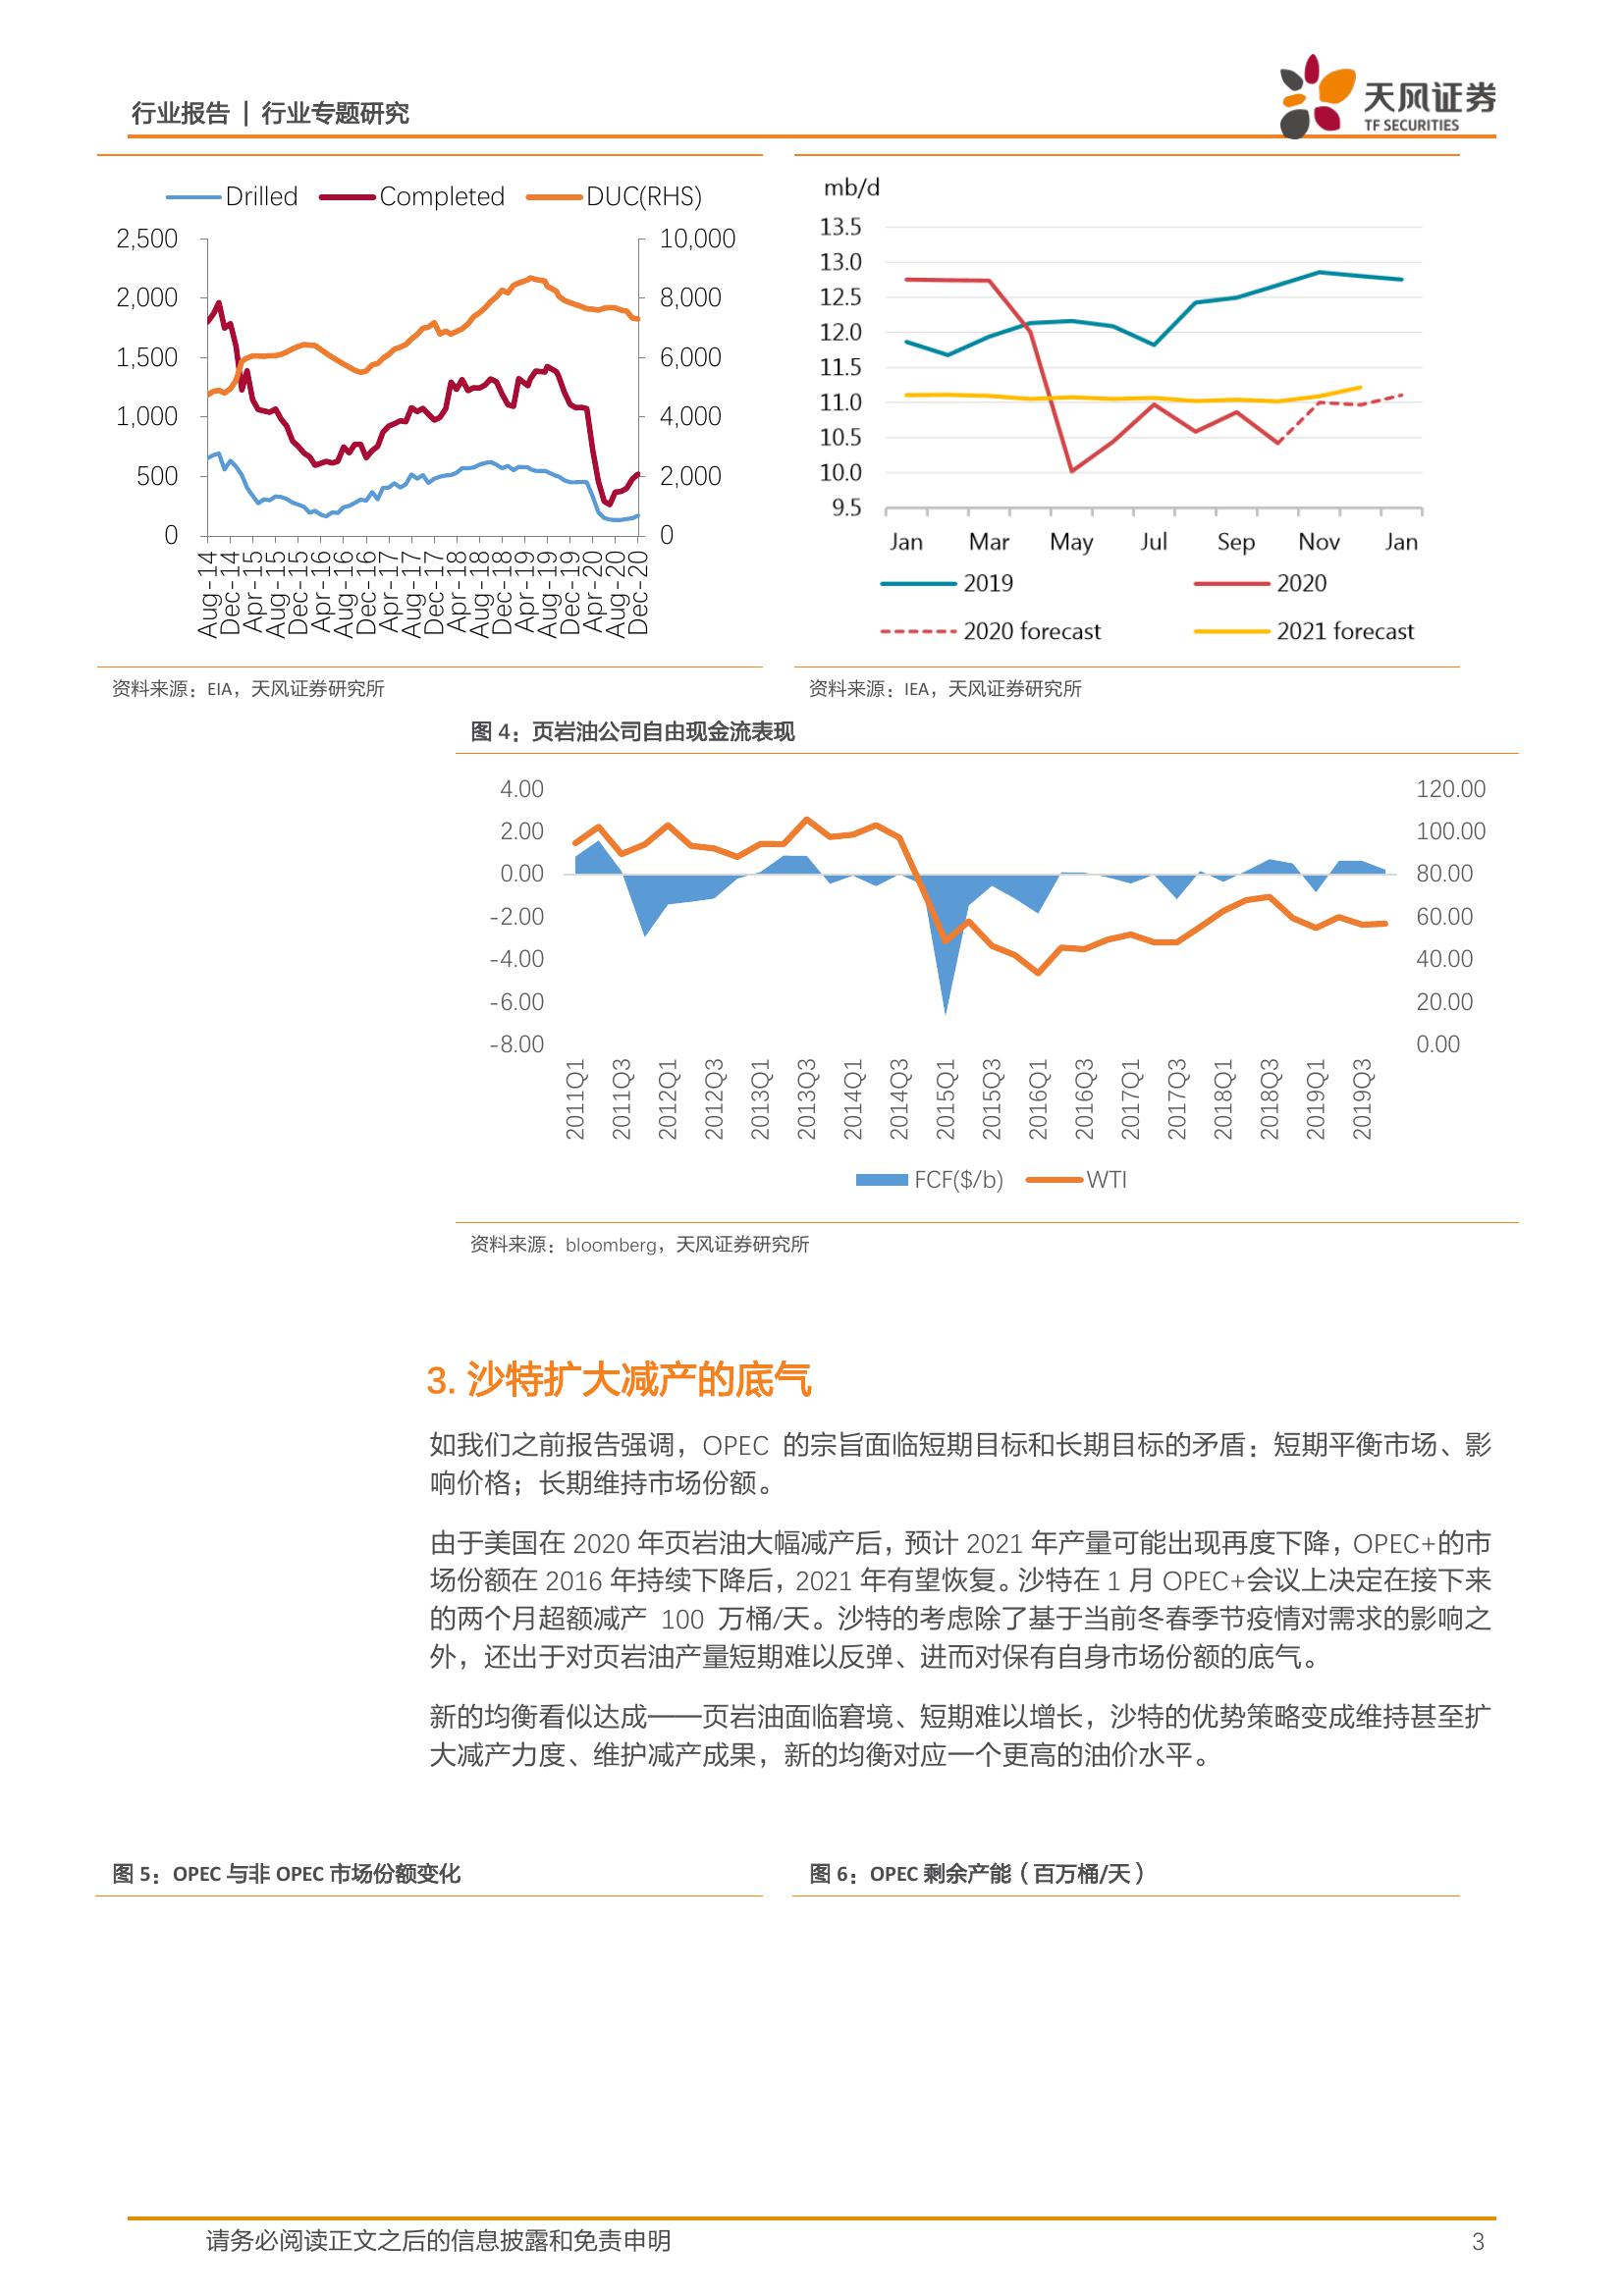 行业报告 | 行业专题研究
天风证券
TF SECURITIES
Drilled Completed DUC(RHS)
2,500
2,000
1,500
1,000
500
0
10,000
8,000
6,000
4,000
2,000
0
Aug-14
Dec-14
Apr-15
Aug-15
Dec-15
Apr-16
Aug-16
Dec-16
Apr-17
Aug-17
Dec-17
Apr-18
Aug-18
Dec-18
Apr-19
Aug-19
Dec-19
Apr-20
Aug-20
Dec-20
mb/d
13.5
13.0
12.5
12.0
11.5
11.0
10.5
10.0
9.5
Jan Mar May Jul Sep Nov Jan
2019 2020
2020 forecast 2021 forecast
资料来源：EIA，天风证券研究所
资料来源：IEA，天风证券研究所
图 4：页岩油公司自由现金流表现
4.00
2.00
0.00
-2.00
-4.00
-6.00
-8.00
120.00
100.00
80.00
60.00
40.00
20.00
0.00
2011Q1
2011Q3
2012Q1
2012Q3
2013Q1
2013Q3
2014Q1
2014Q3
2015Q1
2015Q3
2016Q1
2016Q3
2017Q1
2017Q3
2018Q1
2018Q3
2019Q1
2019Q3
FCF($/b) WTI
资料来源：bloomberg，天风证券研究所
3. 沙特扩大减产的底气
如我们之前报告强调，OPEC 的宗旨面临短期目标和长期目标的矛盾：短期平衡市场、影
响价格；长期维持市场份额。
由于美国在 2020 年页岩油大幅减产后，预计 2021 年产量可能出现再度下降，OPEC+的市
场份额在 2016 年持续下降后，2021 年有望恢复。沙特在 1 月 OPEC+会议上决定在接下来
的两个月超额减产 100 万桶/天。沙特的考虑除了基于当前冬春季节疫情对需求的影响之
外，还出于对页岩油产量短期难以反弹、进而对保有自身市场份额的底气。
新的均衡看似达成——页岩油面临窘境、短期难以增长，沙特的优势策略变成维持甚至扩
大减产力度、维护减产成果，新的均衡对应一个更高的油价水平。
图 5：OPEC 与非 OPEC 市场份额变化
图 6：OPEC 剩余产能（百万桶/天）
请务必阅读正文之后的信息披露和免责申明
3